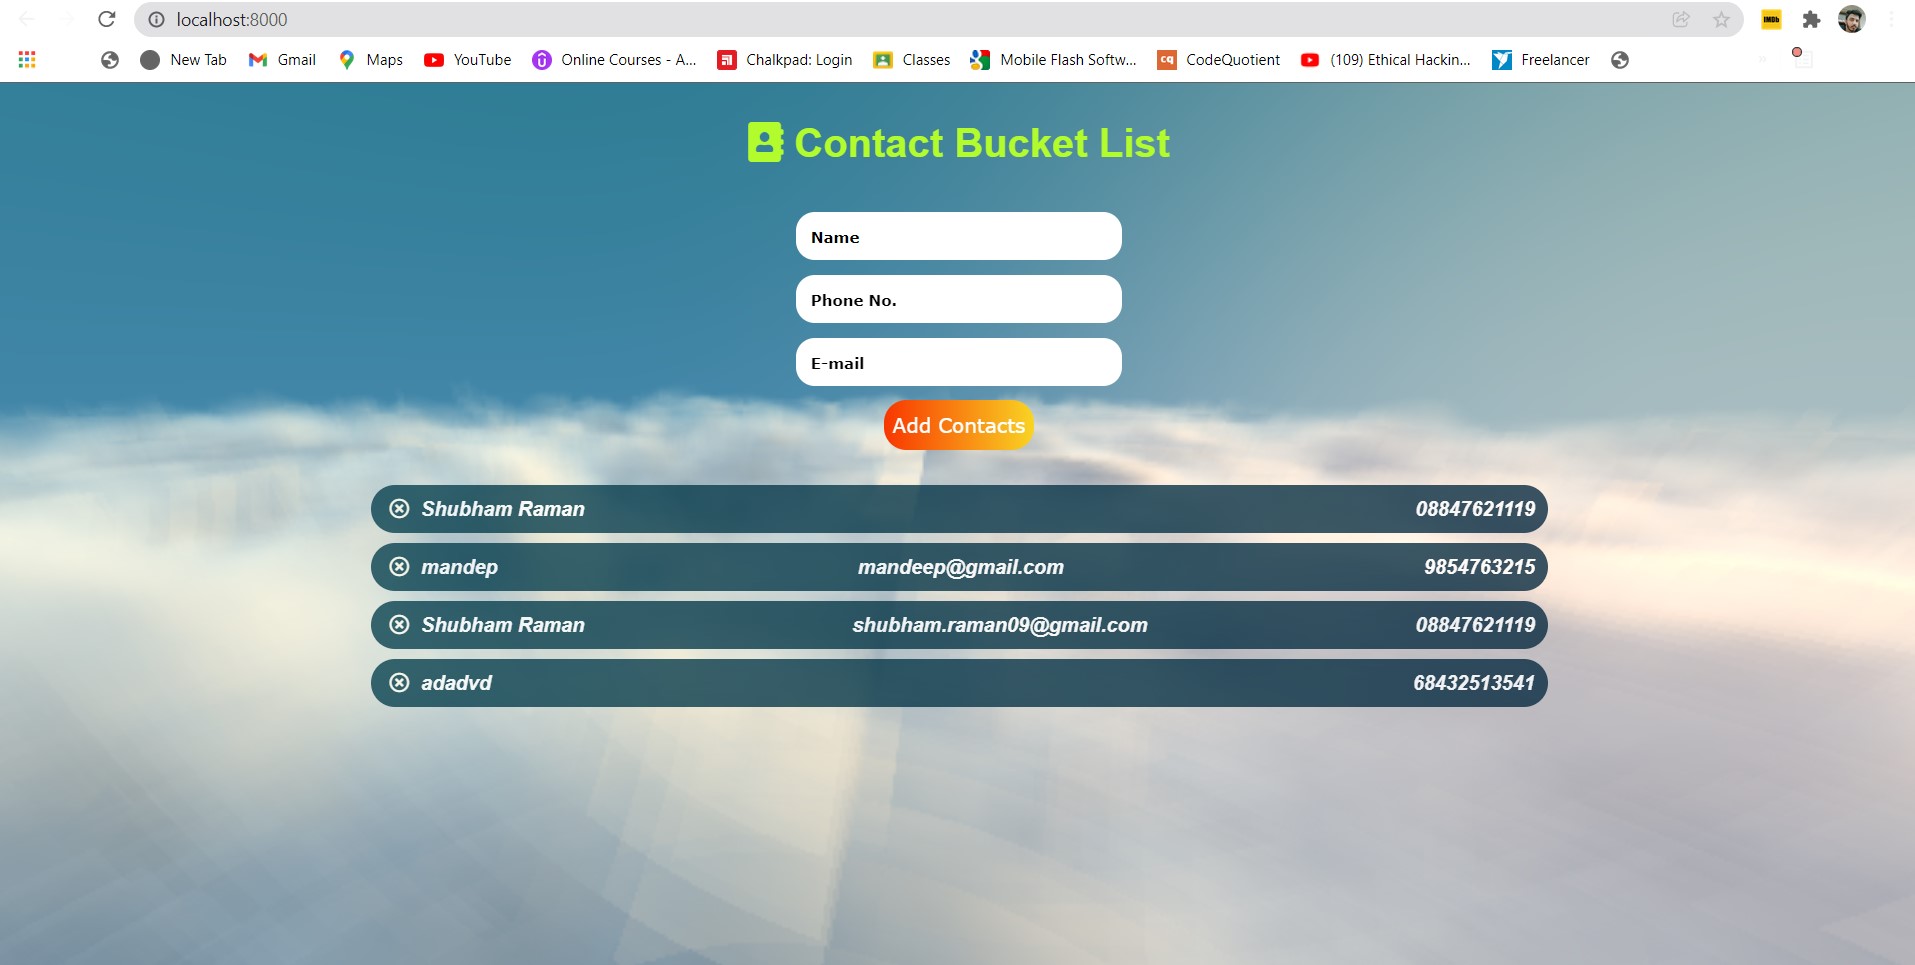 localhost:8000
IMDb
New Tab Gmail Maps YouTube Online Courses - A... Chalkpad: Login Classes Mobile Flash Softw... cq CodeQuotient (109) Ethical Hackin... Freelancer »
Contact Bucket List
Name
Phone No.
E-mail
Add Contacts
Shubham Raman 08847621119
mandep mandeep@gmail.com 9854763215
Shubham Raman shubham.raman09@gmail.com 08847621119
adadvd 68432513541